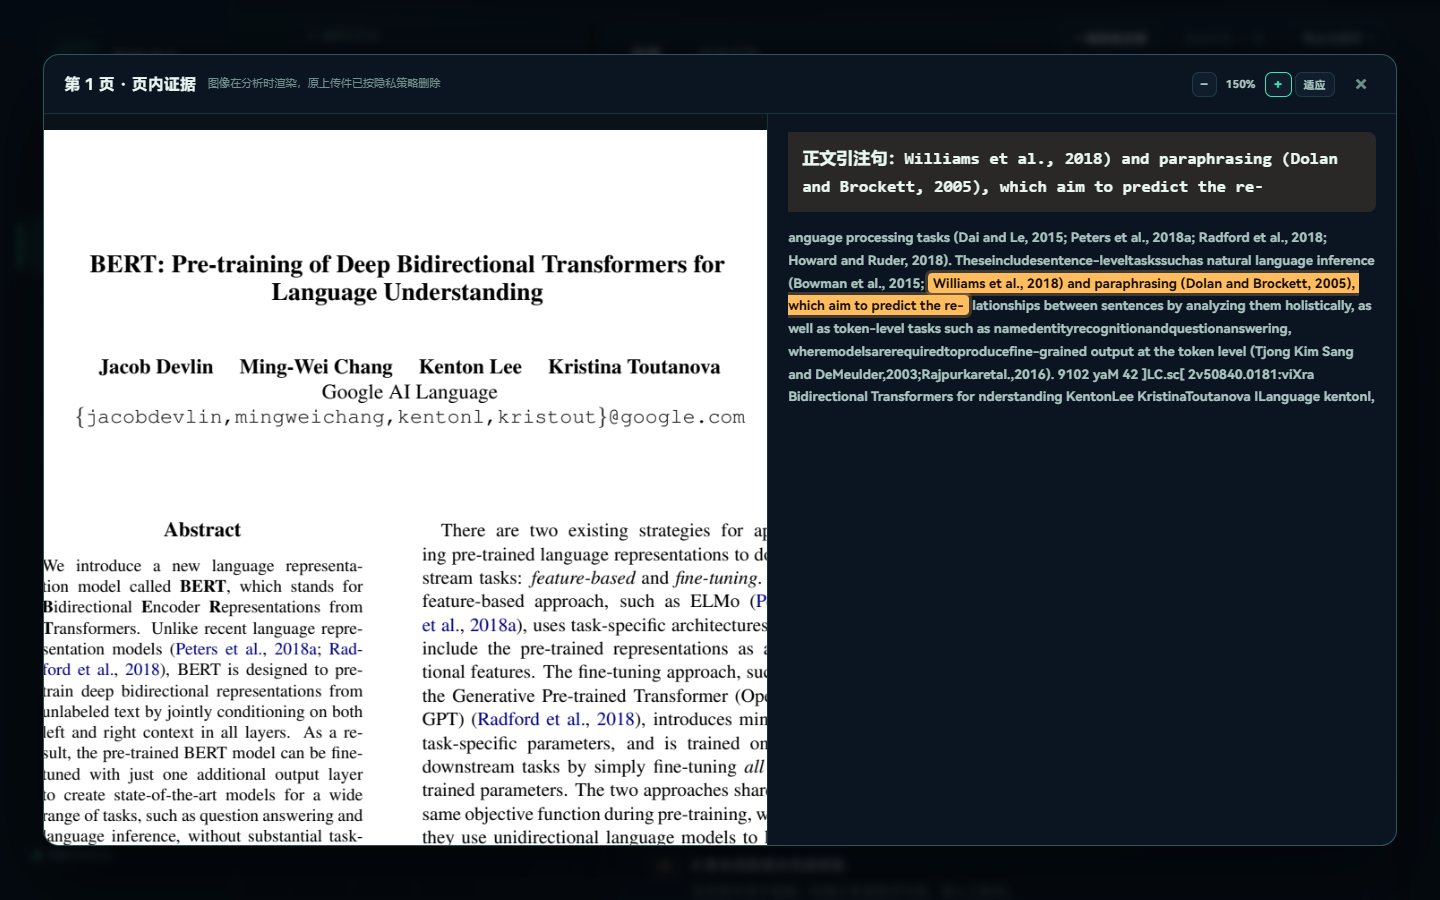 第 1 页 · 页内证据 图像在分析时渲染，原上传件已按隐私策略删除
− 150% + 适应 ×
BERT: Pre-training of Deep Bidirectional Transformers for
Language Understanding
Jacob Devlin Ming-Wei Chang Kenton Lee Kristina Toutanova
Google AI Language
{jacobdevlin,mingweichang,kentonl,kristout}@google.com
Abstract
We introduce a new language representa-
tion model called BERT, which stands for
Bidirectional Encoder Representations from
Transformers. Unlike recent language repre-
sentation models (Peters et al., 2018a; Rad-
ford et al., 2018), BERT is designed to pre-
train deep bidirectional representations from
unlabeled text by jointly conditioning on both
left and right context in all layers. As a re-
sult, the pre-trained BERT model can be fine-
tuned with just one additional output layer
to create state-of-the-art models for a wide
range of tasks, such as question answering and
language inference, without substantial task-
There are two existing strategies for ap
ing pre-trained language representations to do
stream tasks: feature-based and fine-tuning.
feature-based approach, such as ELMo (P
et al., 2018a), uses task-specific architectures
include the pre-trained representations as a
tional features. The fine-tuning approach, suc
the Generative Pre-trained Transformer (Ope
GPT) (Radford et al., 2018), introduces min
task-specific parameters, and is trained on
downstream tasks by simply fine-tuning all
trained parameters. The two approaches share
same objective function during pre-training, w
they use unidirectional language models to l
正文引注句：Williams et al., 2018) and paraphrasing (Dolan
and Brockett, 2005), which aim to predict the re-
anguage processing tasks (Dai and Le, 2015; Peters et al., 2018a; Radford et al., 2018;
Howard and Ruder, 2018). Theseincludesentence-leveltaskssuchas natural language inference
(Bowman et al., 2015; Williams et al., 2018) and paraphrasing (Dolan and Brockett, 2005),
which aim to predict the re- lationships between sentences by analyzing them holistically, as
well as token-level tasks such as namedentityrecognitionandquestionanswering,
wheremodelsarerequiredtoproducefine-grained output at the token level (Tjong Kim Sang
and DeMeulder,2003;Rajpurkaretal.,2016). 9102 yaM 42 ]LC.sc[ 2v50840.0181:viXra
Bidirectional Transformers for nderstanding KentonLee KristinaToutanova lLanguage kentonl,